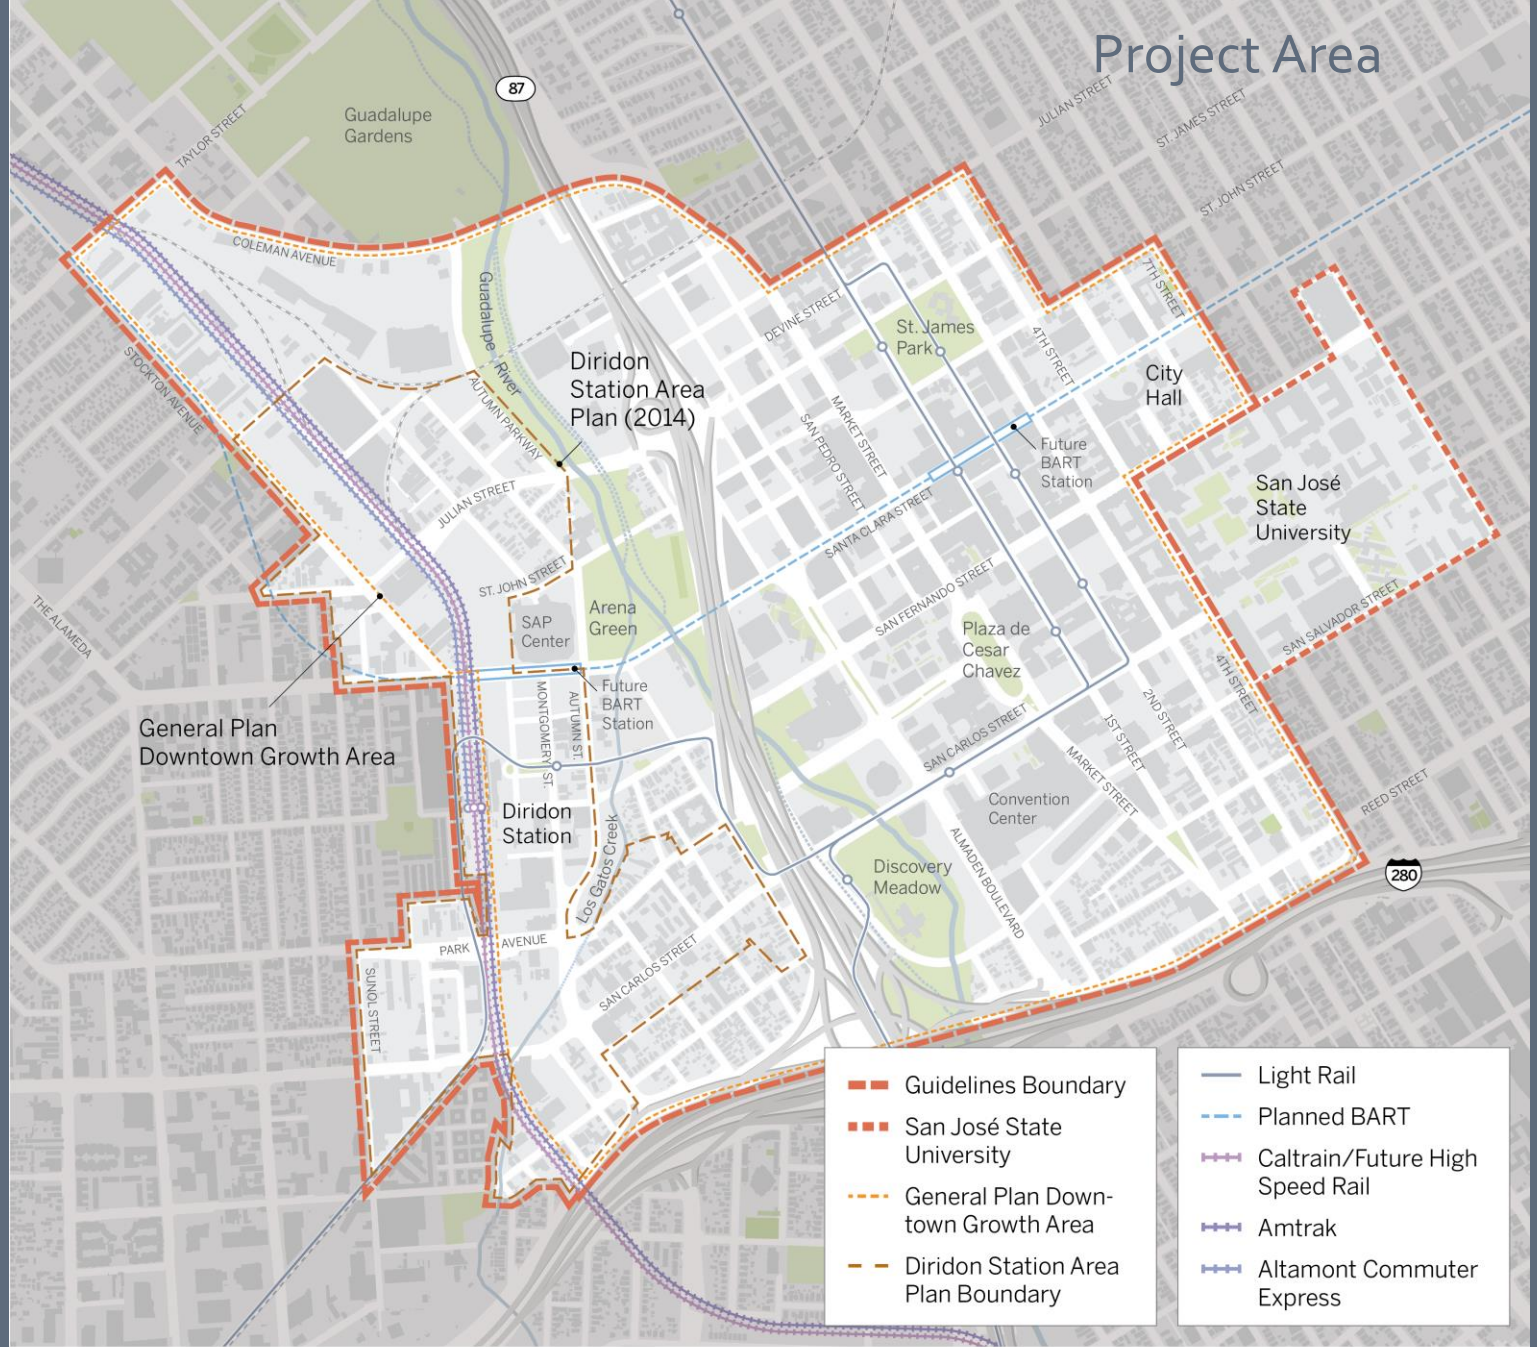 Project Area
87
Guadalupe
Gardens
TAYLOR STREET
JULIAN STREET
ST. JAMES STREET
ST. JOHN STREET
COLEMAN AVENUE
Guadalupe River
7TH STREET
DEVINE STREET
St. James
Park
4TH STREET
STOCKTON AVENUE
AUTUMN PARKWAY
Diridon
Station Area
Plan (2014)
City
Hall
MARKET STREET
SAN PEDRO STREET
Future
BART
Station
JULIAN STREET
SANTA CLARA STREET
San José
State
University
ST. JOHN STREET
SAN FERNANDO STREET
THE ALAMEDA
SAP
Center
Arena
Green
Plaza de
Cesar
Chavez
SAN SALVADOR STREET
4TH STREET
Future
BART
Station
MONTGOMERY ST.
AUTUMN ST.
General Plan
Downtown Growth Area
SAN CARLOS STREET
1ST STREET
2ND STREET
MARKET STREET
REED STREET
Diridon
Station
Convention
Center
Los Gatos Creek
ALMADEN BOULEVARD
Discovery
Meadow
280
PARK AVENUE
SUNOL STREET
SAN CARLOS STREET
Guidelines Boundary
San José State
University
General Plan Down-
town Growth Area
Diridon Station Area
Plan Boundary
Light Rail
Planned BART
Caltrain/Future High
Speed Rail
Amtrak
Altamont Commuter
Express